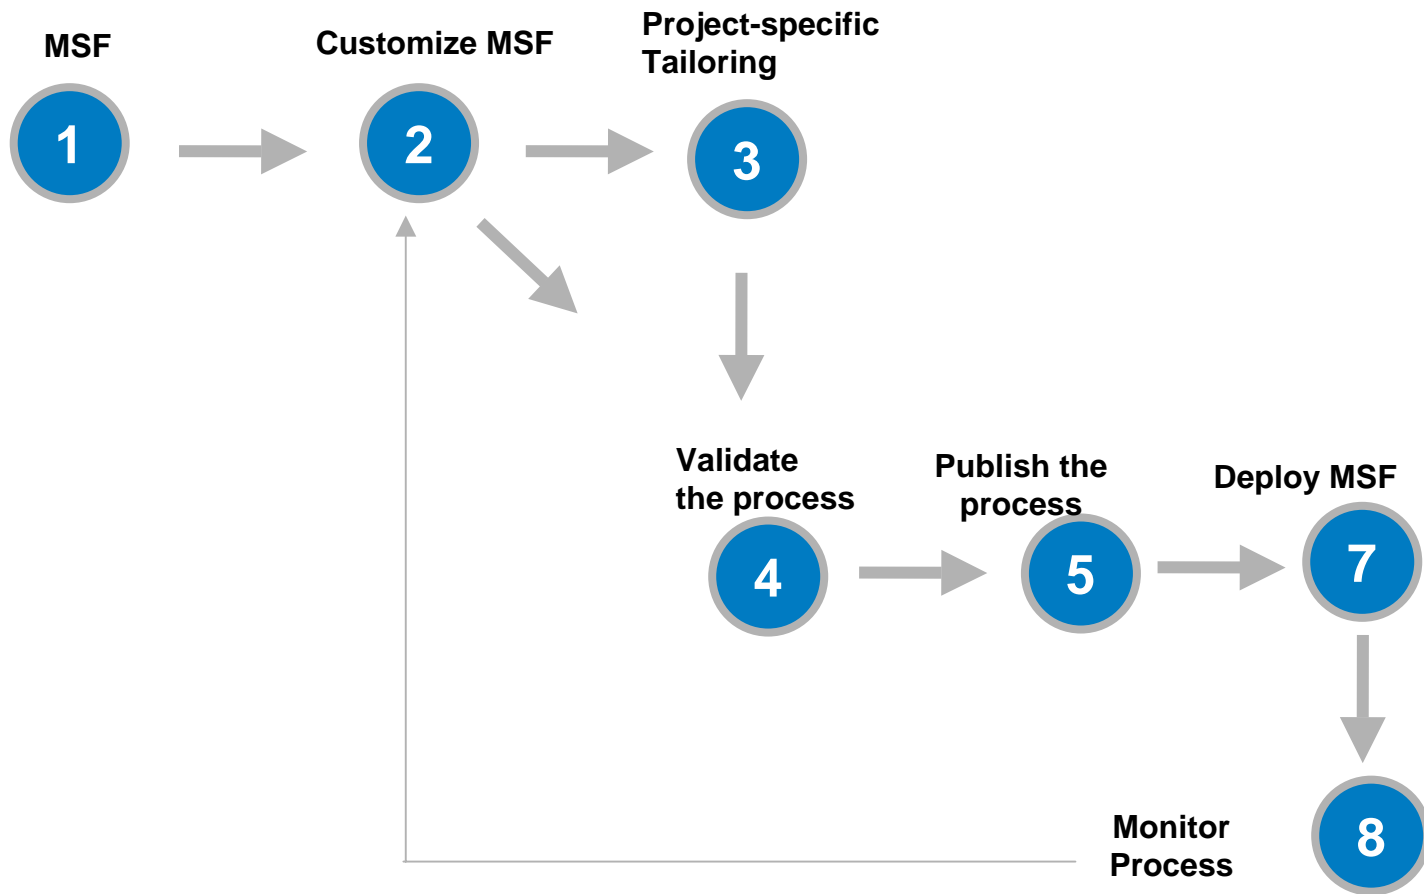 MSF
Customize MSF
Project-specific
Tailoring
1
2
3
Validate
the process
Publish the
process
Deploy MSF
4
5
7
Monitor
Process
8